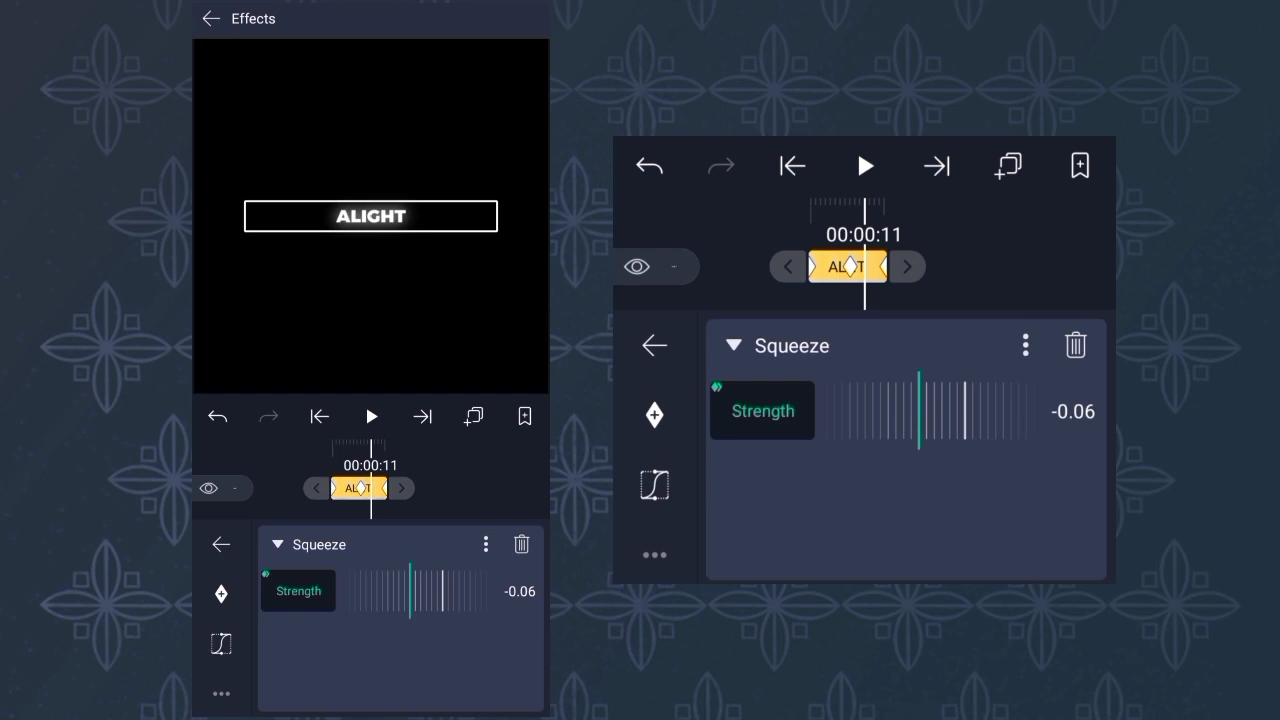 Effects
ALIGHT
00:00:11
Squeeze
Strength
-0.06
00:00:11
Squeeze
Strength
-0.06